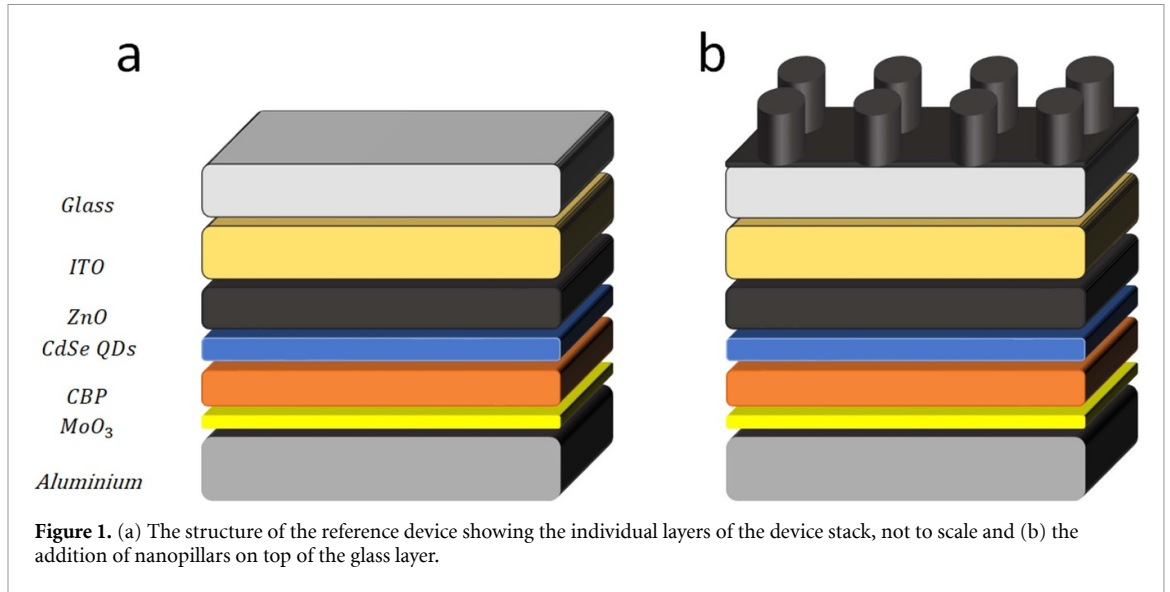 a
b
Glass
ITO
ZnO
CdSe QDs
CBP
MoO₃
Aluminium
Figure 1. (a) The structure of the reference device showing the individual layers of the device stack, not to scale and (b) the
addition of nanopillars on top of the glass layer.